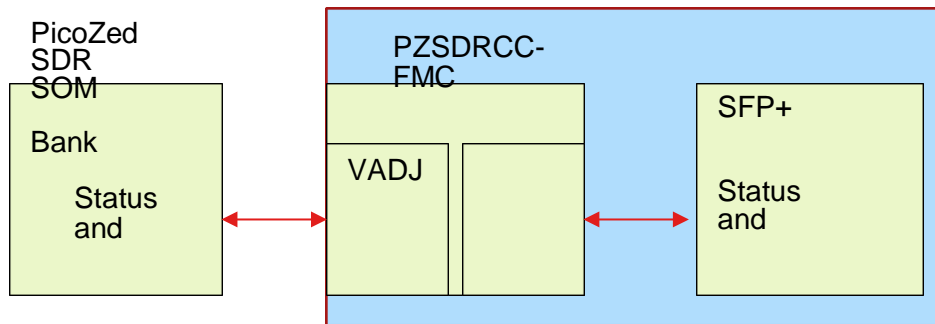 PicoZed
SDR
SOM
Bank
Status
and
PZSDRCC-
FMC
VADJ
SFP+
Status
and